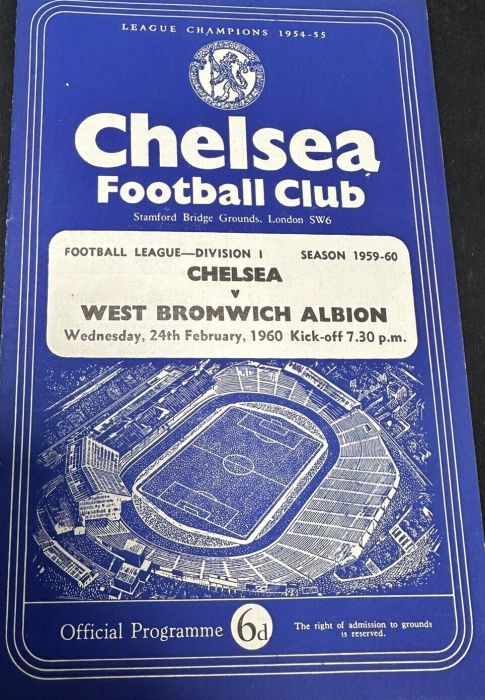 LEAGUE CHAMPIONS 1954-55
Chelsea
Football Club
Stamford Bridge Grounds. London SW6
FOOTBALL LEAGUE—DIVISION I SEASON 1959-60
CHELSEA
v
WEST BROMWICH ALBION
Wednesday, 24th February, 1960 Kick-off 7.30 p.m.
Official Programme 6d
The right of admission to grounds
is reserved.